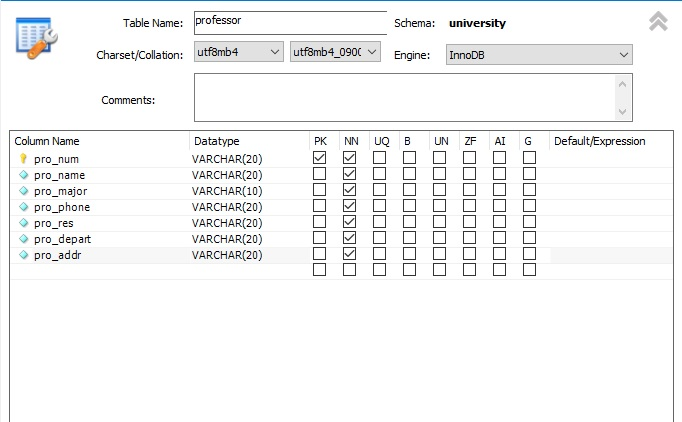 Table Name: professor Schema: university
Charset/Collation: utf8mb4 utf8mb4_0900 Engine: InnoDB
Comments:
Column Name Datatype PK NN UQ B UN ZF AI G Default/Expression
pro_num VARCHAR(20)
pro_name VARCHAR(20)
pro_major VARCHAR(10)
pro_phone VARCHAR(20)
pro_res VARCHAR(20)
pro_depart VARCHAR(20)
pro_addr VARCHAR(20)